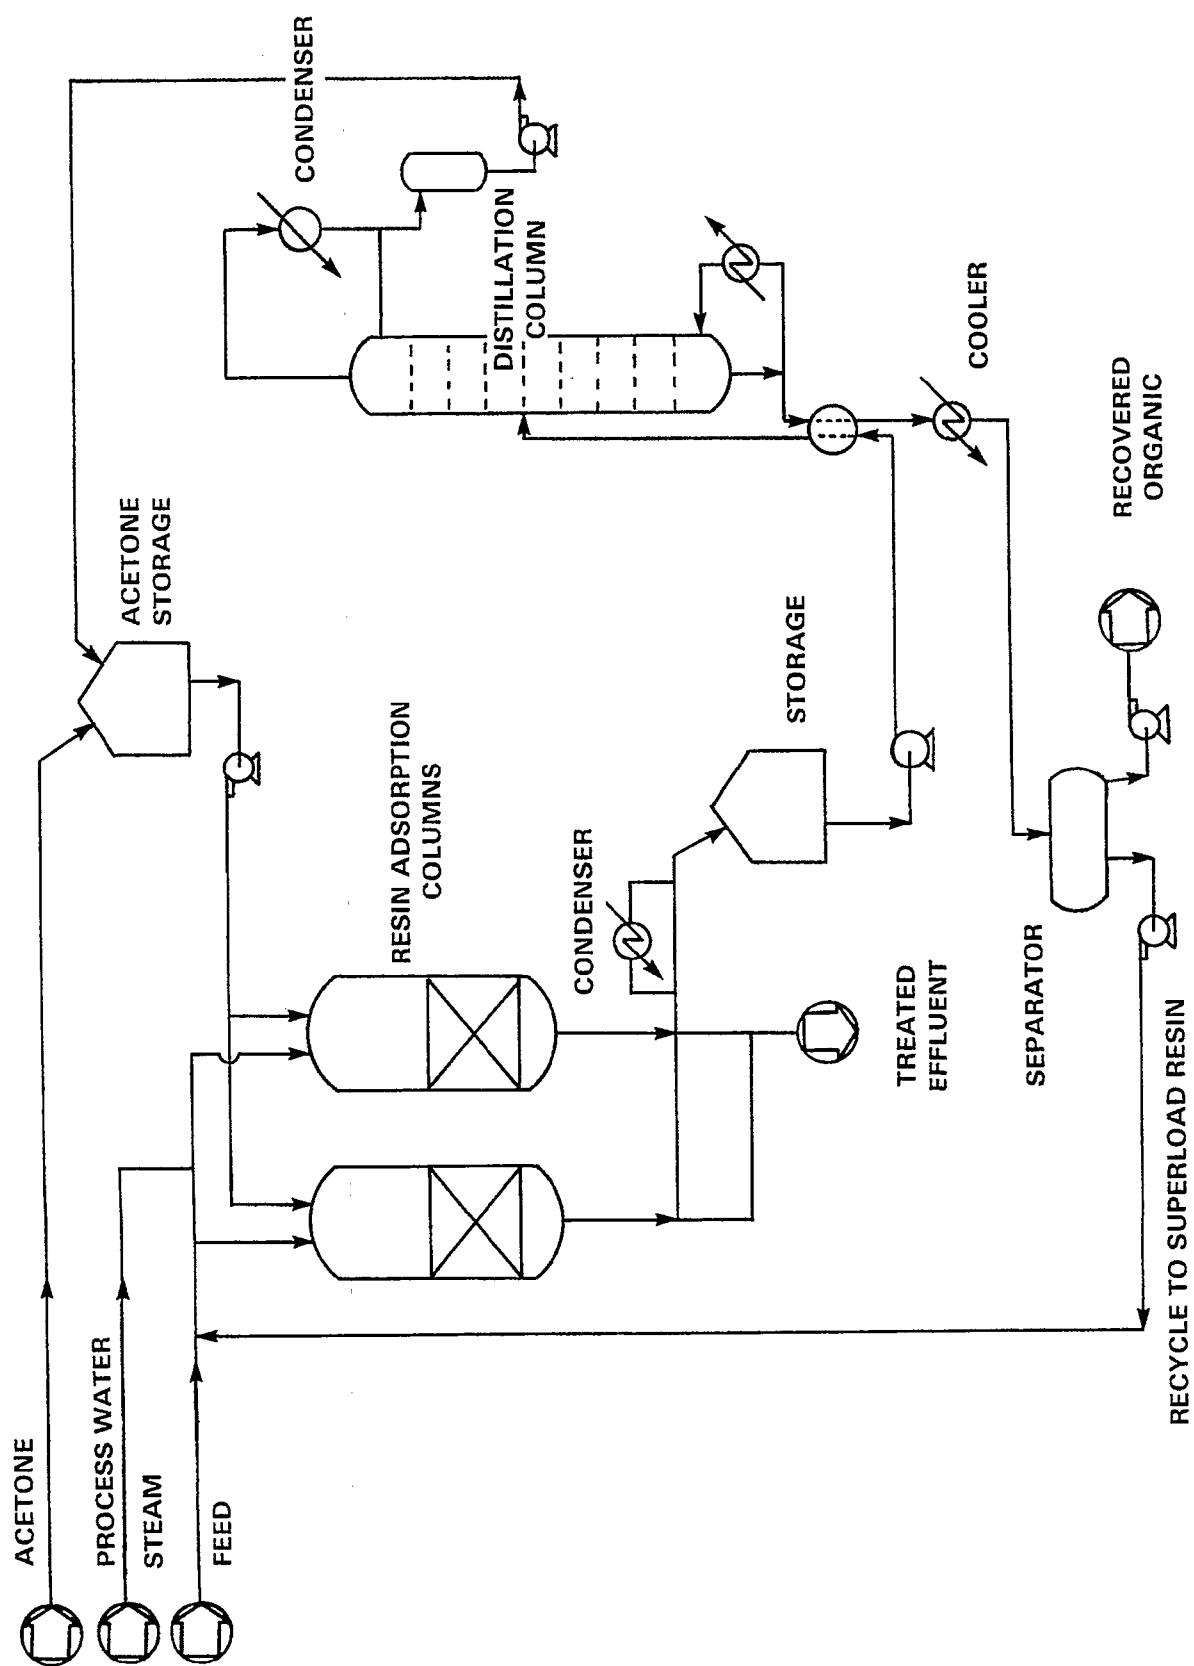 ACETONE
PROCESS WATER
STEAM
FEED
ACETONE
STORAGE
CONDENSER
RESIN ADSORPTION
COLUMNS
DISTILLATION
COLUMN
CONDENSER
STORAGE
COOLER
TREATED
EFFLUENT
SEPARATOR
RECOVERED
ORGANIC
RECYCLE TO SUPERLOAD RESIN